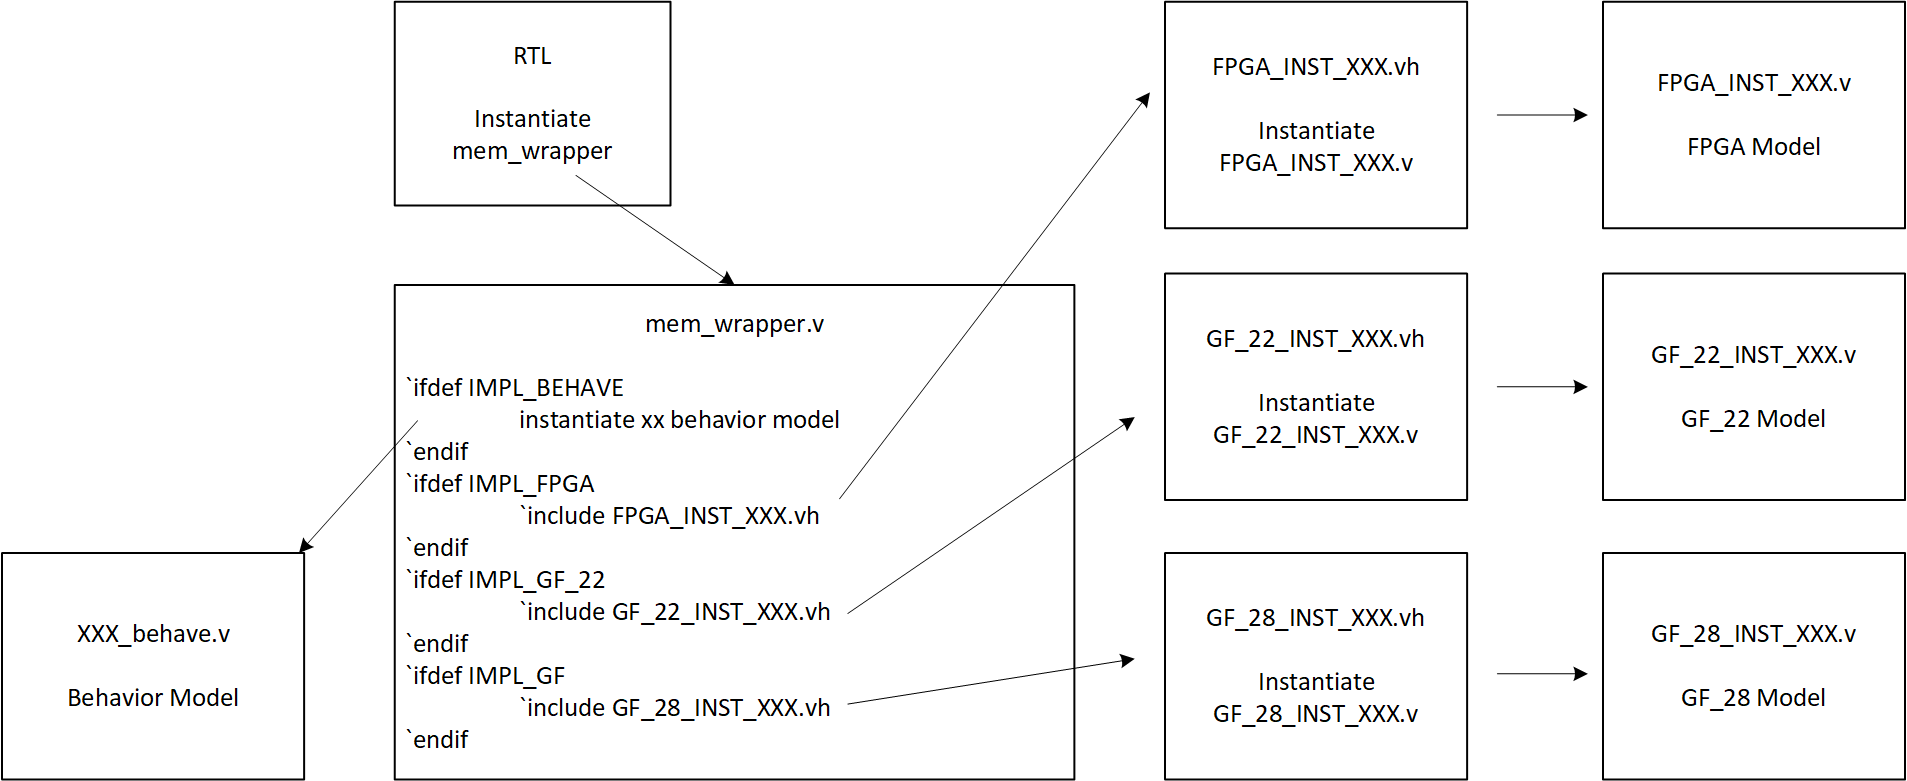 RTL
Instantiate
mem_wrapper
mem_wrapper.v
`ifdef IMPL_BEHAVE
instantiate xx behavior model
`endif
`ifdef IMPL_FPGA
`include FPGA_INST_XXX.vh
`endif
`ifdef IMPL_GF_22
`include GF_22_INST_XXX.vh
`endif
`ifdef IMPL_GF
`include GF_28_INST_XXX.vh
`endif
XXX_behave.v
Behavior Model
FPGA_INST_XXX.vh
Instantiate
FPGA_INST_XXX.v
FPGA_INST_XXX.v
FPGA Model
GF_22_INST_XXX.vh
Instantiate
GF_22_INST_XXX.v
GF_22_INST_XXX.v
GF_22 Model
GF_28_INST_XXX.vh
Instantiate
GF_28_INST_XXX.v
GF_28_INST_XXX.v
GF_28 Model